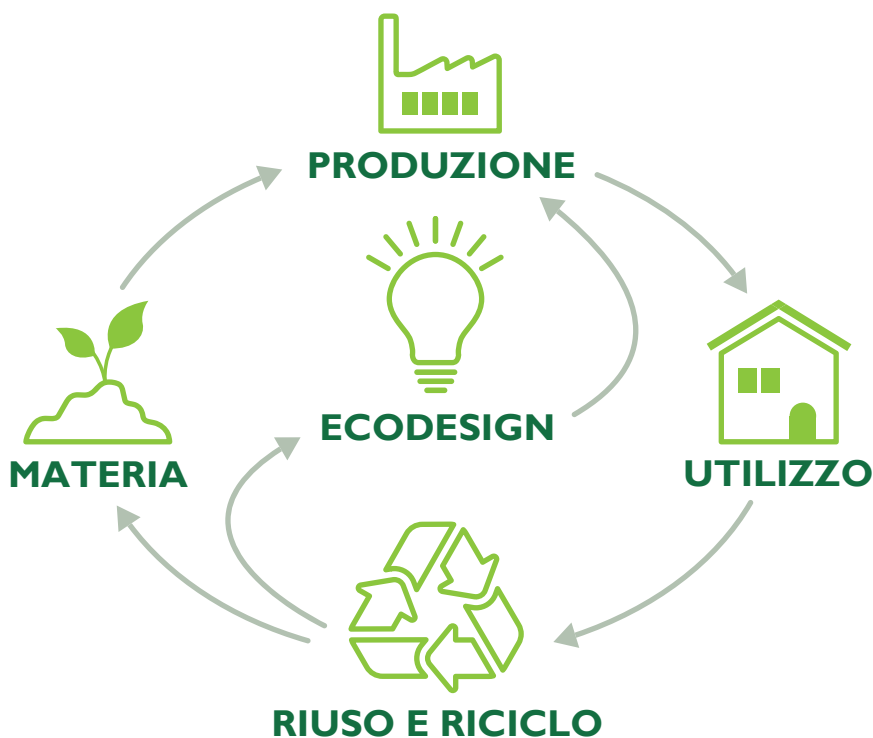 PRODUZIONE
ECODESIGN
MATERIA
UTILIZZO
RIUSO E RICICLO